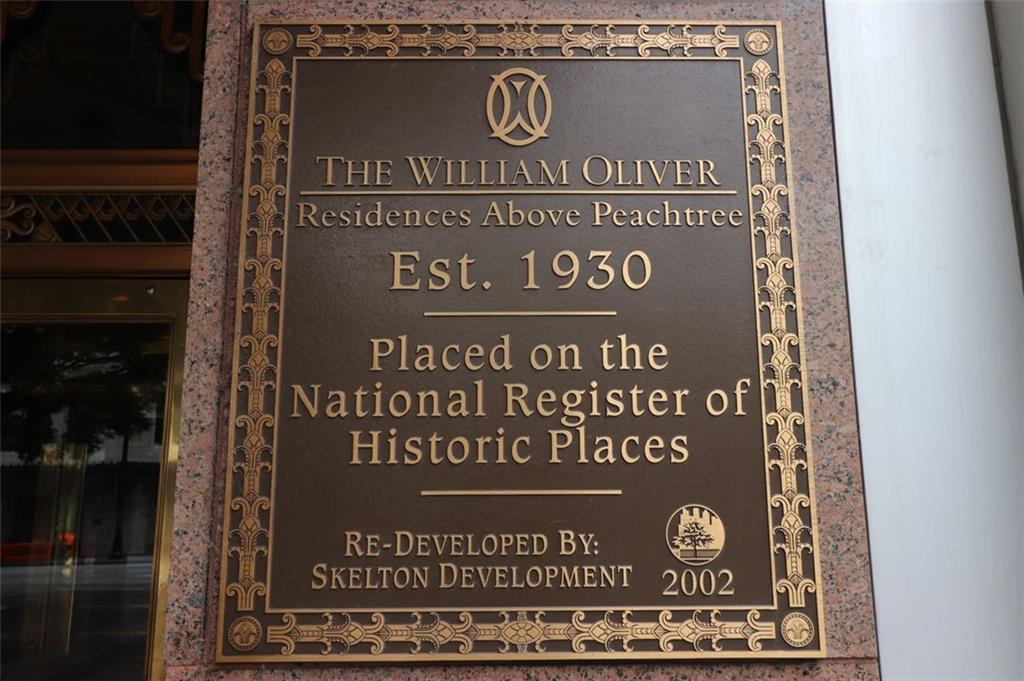 THE WILLIAM OLIVER
Residences Above Peachtree
Est. 1930
Placed on the
National Register of
Historic Places
RE-DEVELOPED BY:
SKELTON DEVELOPMENT
2002